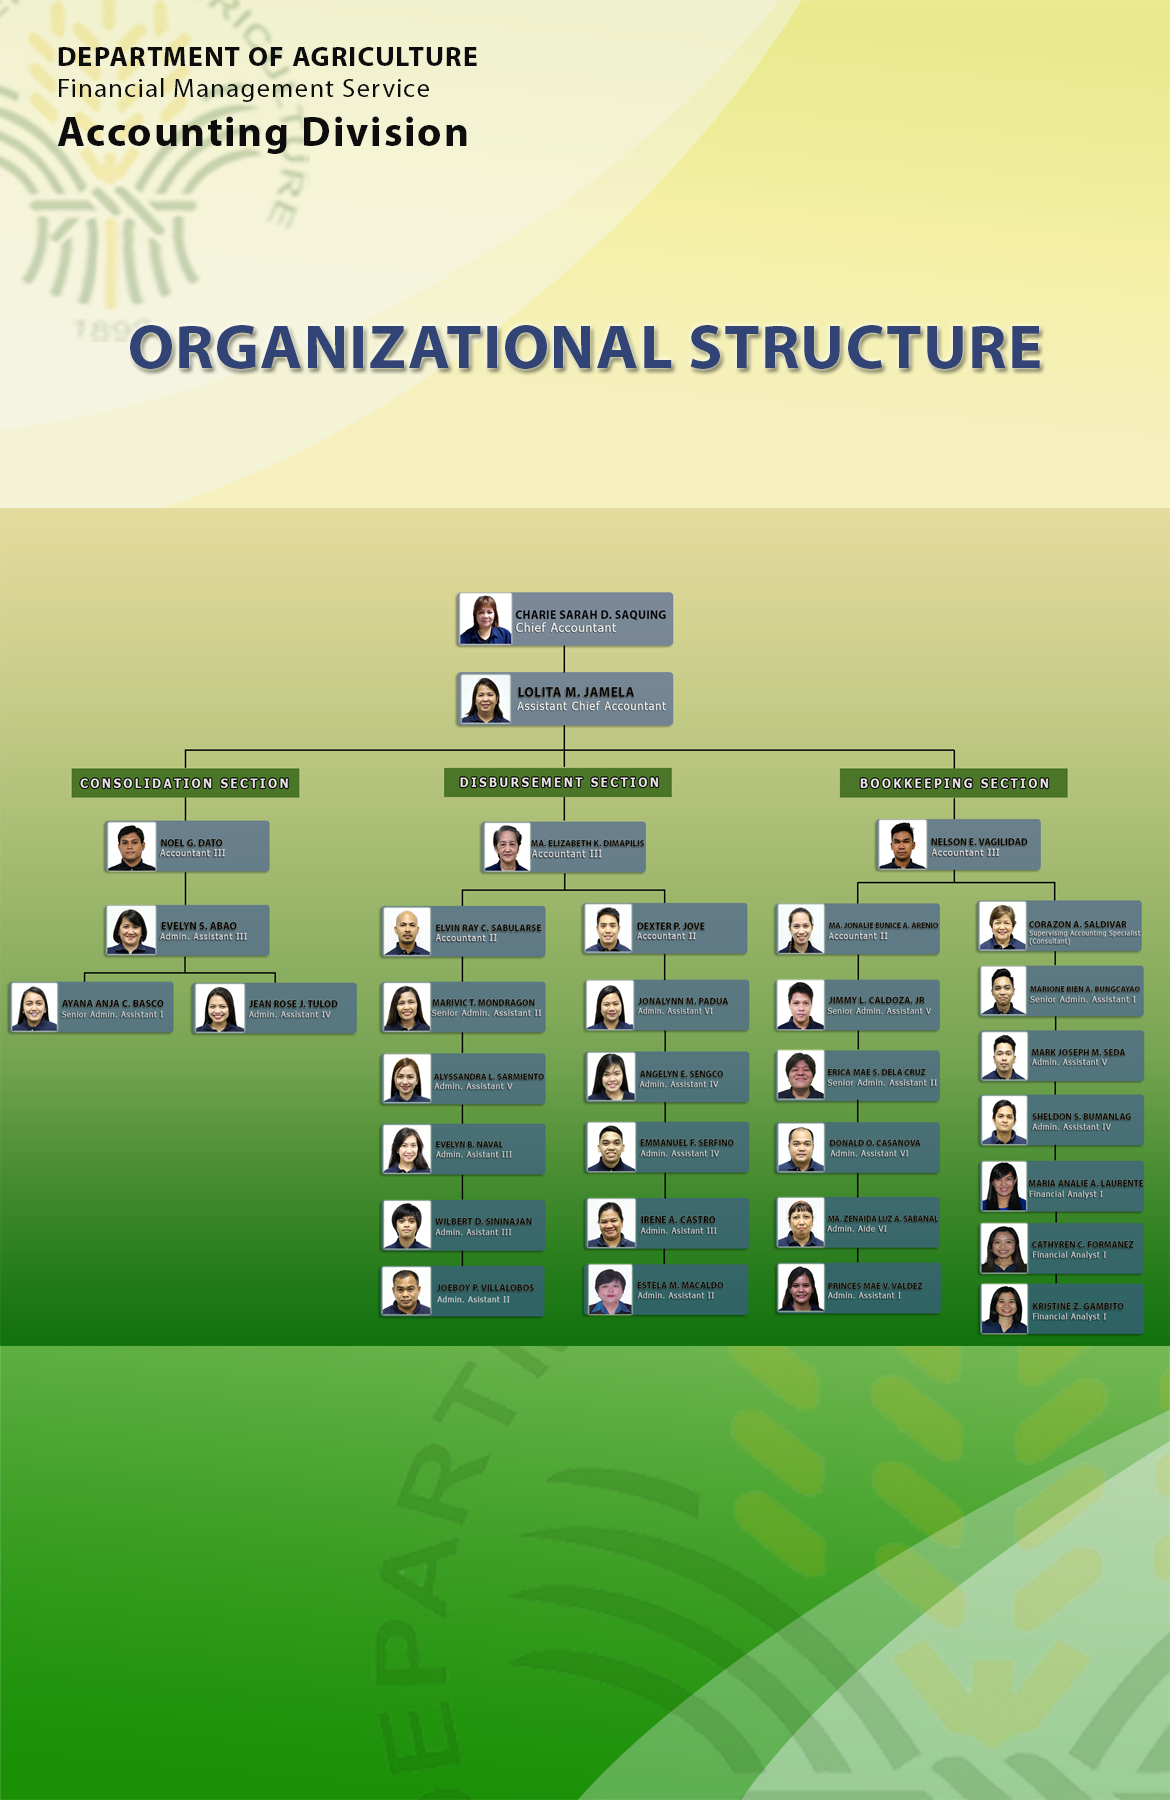 DEPARTMENT OF AGRICULTURE
Financial Management Service
Accounting Division
1898
ORGANIZATIONAL STRUCTURE
CHARIE SARAH D. SAQUING
Chief Accountant
LOLITA M. JAMELA
Assistant Chief Accountant
CONSOLIDATION SECTION
NOEL G. DATO
Accountant III
EVELYN S. ABAO
Admin. Assistant III
AYANA ANJA C. BASCO
Senior Admin. Assistant I
JEAN ROSE J. TULOD
Admin. Assistant IV
DISBURSEMENT SECTION
MA. ELIZABETH K. DIMAPILIS
Accountant III
ELVIN RAY C. SABULARSE
Accountant II
MARIVIC T. MONDRAGON
Senior Admin. Assistant II
ALYSSANDRA L. SARMIENTO
Admin. Assistant V
EVELYN B. NAVAL
Admin. Asistant III
WILBERT D. SININAJAN
Admin. Asistant III
JOEBOY P. VILLALOBOS
Admin. Asistant II
DEXTER P. JOVE
Accountant II
JONALYNN M. PADUA
Admin. Assistant VI
ANGELYN E. SENGCO
Admin. Assistant IV
EMMANUEL F. SERFINO
Admin. Assistant IV
IRENE A. CASTRO
Admin. Asistant III
ESTELA M. MACALDO
Admin. Assistant II
BOOKKEEPING SECTION
NELSON E. VAGILIDAD
Accountant III
MA. JONALIE EUNICE A. ARENIO
Accountant II
JIMMY L. CALDOZA, JR
Senior Admin. Assistant V
ERICA MAE S. DELA CRUZ
Senior Admin. Assistant II
DONALD O. CASANOVA
Admin. Assistant VI
MA. ZENAIDA LUZ A. SABANAL
Admin. Aide VI
PRINCES MAE V. VALDEZ
Admin. Assistant I
CORAZON A. SALDIVAR
Supervising Accounting Specialist
(Consultant)
MARIONE BIEN A. BUNGCAYAO
Senior Admin. Assistant I
MARK JOSEPH M. SEDA
Admin. Assistant V
SHELDON S. BUMANLAG
Admin. Assistant IV
MARIA ANALIE A. LAURENTE
Financial Analyst I
CATHYREN C. FORMANEZ
Financial Analyst I
KRISTINE Z. GAMBITO
Financial Analyst I